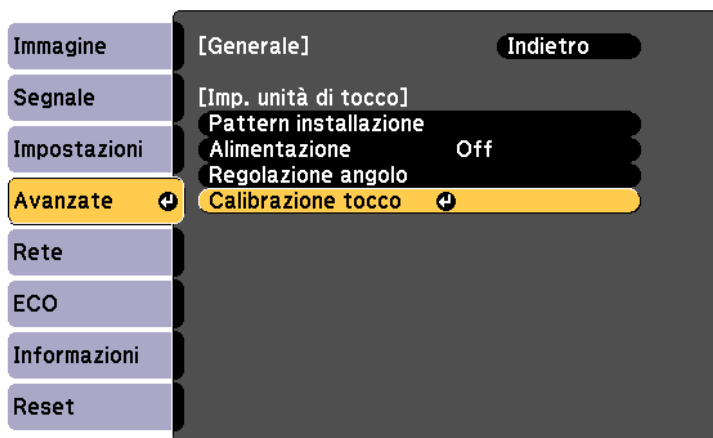 Immagine
Segnale
Impostazioni
Avanzate
Rete
ECO
Informazioni
Reset
[Generale] Indietro
[Imp. unità di tocco]
Pattern installazione
Alimentazione Off
Regolazione angolo
Calibrazione tocco